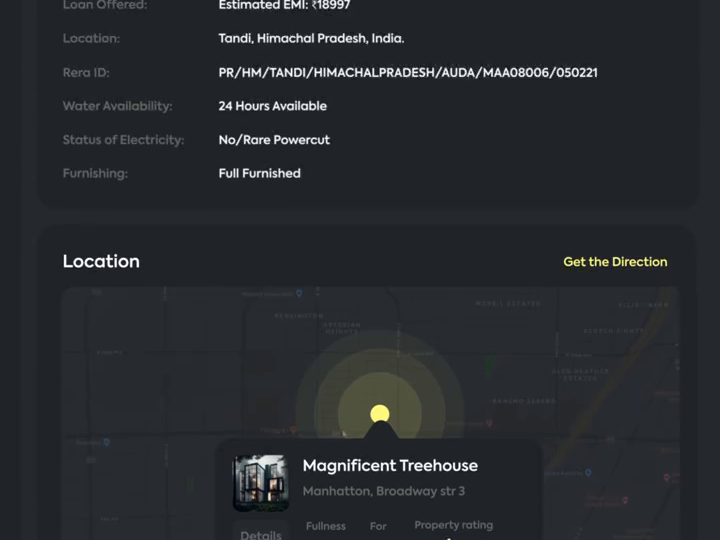 Loan Offered: Estimated EMI: ₹18997
Location: Tandi, Himachal Pradesh, India.
Rera ID: PR/HM/TANDI/HIMACHALPRADESH/AUDA/MAA08006/050221
Water Availability: 24 Hours Available
Status of Electricity: No/Rare Powercut
Furnishing: Full Furnished
Location Get the Direction
Magnificent Treehouse
Manhatton, Broadway str 3
Details Fullness For Property rating